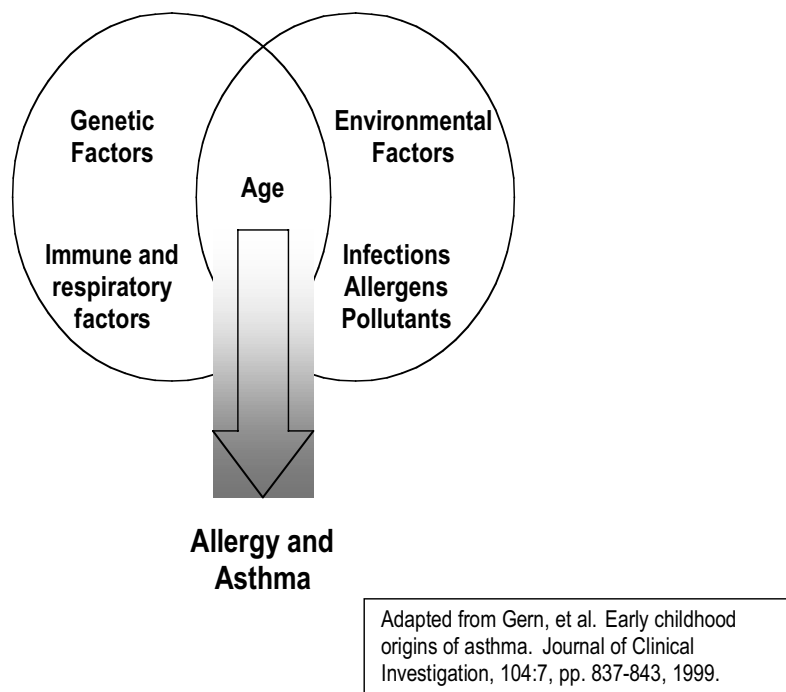 Genetic
Factors
Environmental
Factors
Age
Immune and
respiratory
factors
Infections
Allergens
Pollutants
Allergy and
Asthma
Adapted from Gern, et al. Early childhood
origins of asthma. Journal of Clinical
Investigation, 104:7, pp. 837-843, 1999.